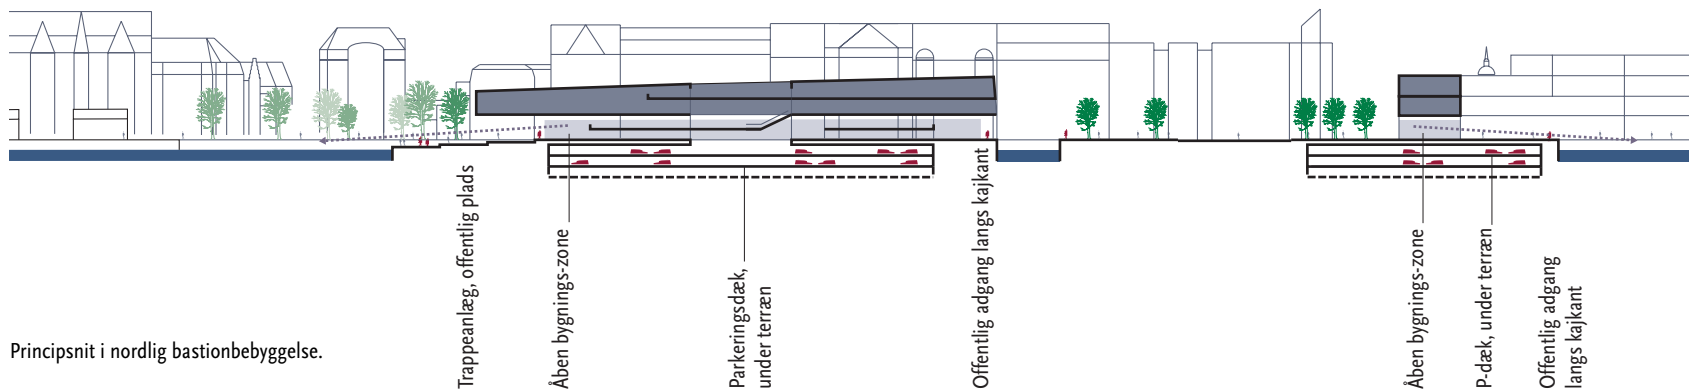 Trappeanlæg, offentlig plads
Åben bygnings-zone
Parkeringsdæk,
under terræn
Offentlig adgang langs kajkant
Åben bygnings-zone
P-dæk, under terræn
Offentlig adgang
langs kajkant
Principsnit i nordlig bastionbebyggelse.